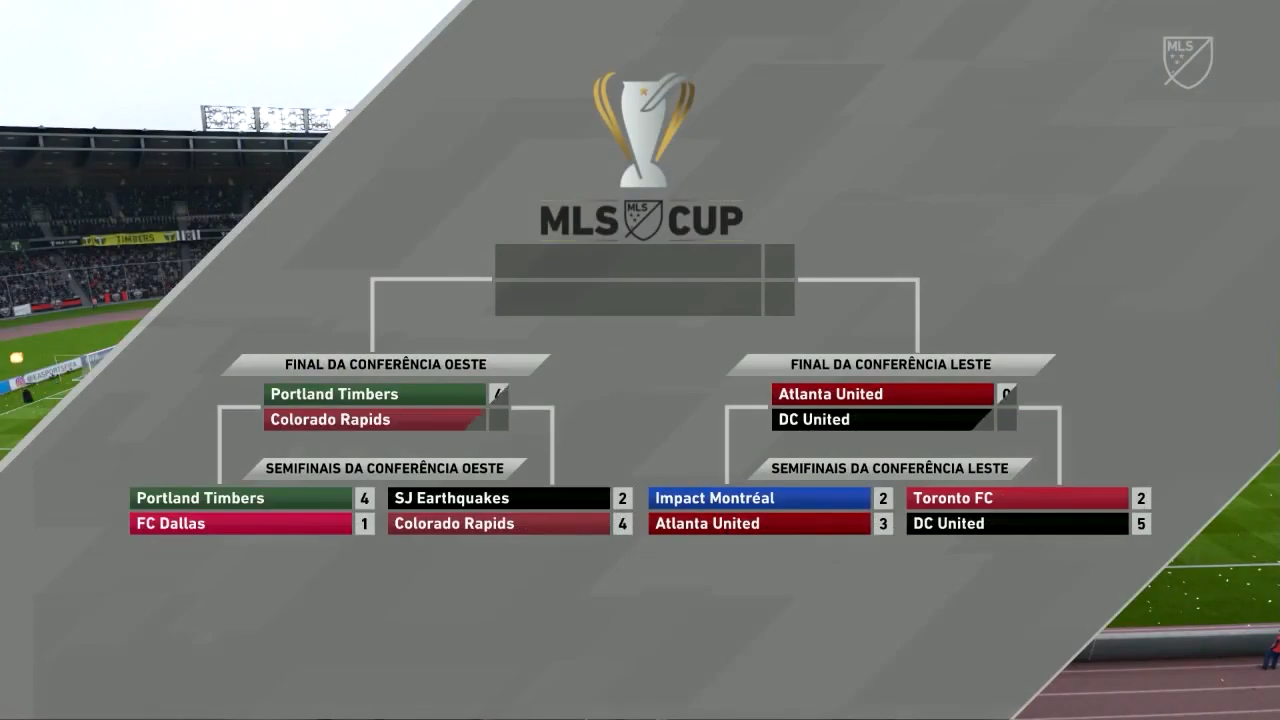 MLS
MLS
MLS CUP
TIMBERS
@EASPORTSFIFA
FINAL DA CONFERÊNCIA OESTE
Portland Timbers
Colorado Rapids
FINAL DA CONFERÊNCIA LESTE
Atlanta United
DC United
SEMIFINAIS DA CONFERÊNCIA OESTE
Portland Timbers 4
FC Dallas 1
SJ Earthquakes 2
Colorado Rapids 4
SEMIFINAIS DA CONFERÊNCIA LESTE
Impact Montréal 2
Atlanta United 3
Toronto FC 2
DC United 5